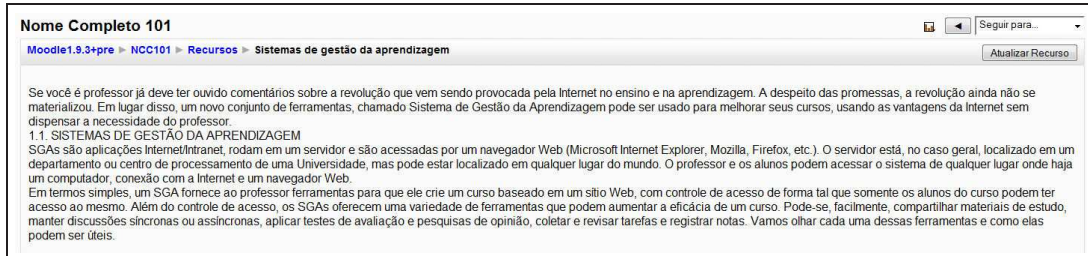 Nome Completo 101
Seguir para...
Moodle1.9.3+pre ► NCC101 ► Recursos ► Sistemas de gestão da aprendizagem
Atualizar Recurso
Se você é professor já deve ter ouvido comentários sobre a revolução que vem sendo provocada pela Internet no ensino e na aprendizagem. A despeito das promessas, a revolução ainda não se
materializou. Em lugar disso, um novo conjunto de ferramentas, chamado Sistema de Gestão da Aprendizagem pode ser usado para melhorar seus cursos, usando as vantagens da Internet sem
dispensar a necessidade do professor.
1.1. SISTEMAS DE GESTÃO DA APRENDIZAGEM
SGAs são aplicações Internet/Intranet, rodam em um servidor e são acessadas por um navegador Web (Microsoft Internet Explorer, Mozilla, Firefox, etc.). O servidor está, no caso geral, localizado em um
departamento ou centro de processamento de uma Universidade, mas pode estar localizado em qualquer lugar do mundo. O professor e os alunos podem acessar o sistema de qualquer lugar onde haja
um computador, conexão com a Internet e um navegador Web.
Em termos simples, um SGA fornece ao professor ferramentas para que ele crie um curso baseado em um sítio Web, com controle de acesso de forma tal que somente os alunos do curso podem ter
acesso ao mesmo. Além do controle de acesso, os SGAs oferecem uma variedade de ferramentas que podem aumentar a eficácia de um curso. Pode-se, facilmente, compartilhar materiais de estudo,
manter discussões síncronas ou assíncronas, aplicar testes de avaliação e pesquisas de opinião, coletar e revisar tarefas e registrar notas. Vamos olhar cada uma dessas ferramentas e como elas
podem ser úteis.